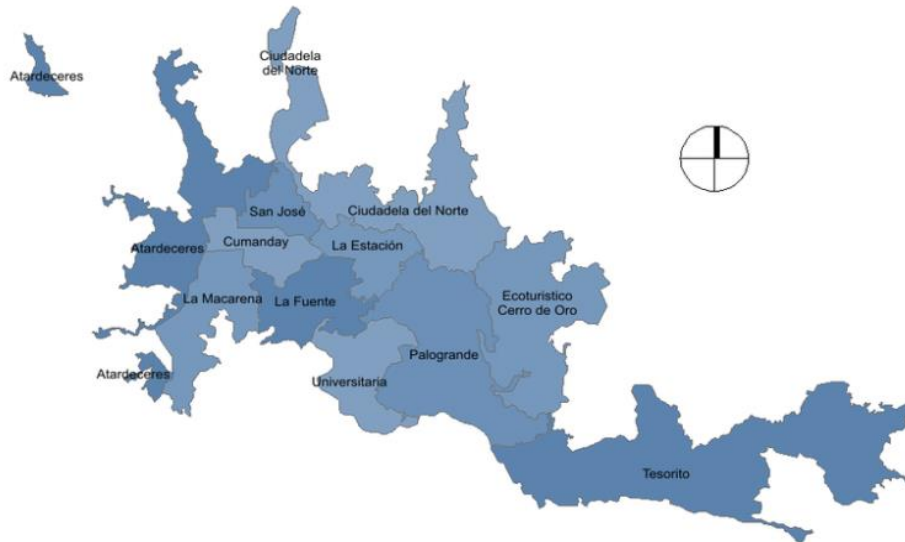 Ciudadela
del Norte
Atardeceres
San José
Ciudadela del Norte
Cumanday
La Estación
Atardeceres
La Macarena
La Fuente
Ecoturistico
Cerro de Oro
Palogrande
Atardeceres
Universitaria
Tesorito